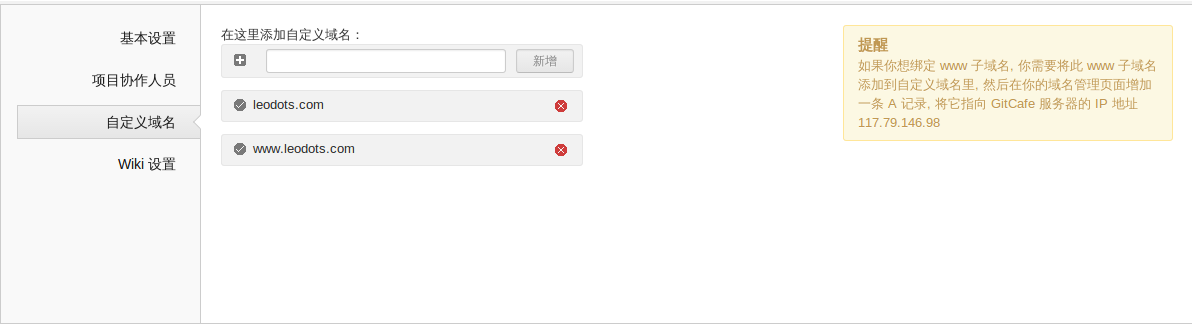 基本设置
项目协作人员
自定义域名
Wiki 设置
在这里添加自定义域名：
新增
leodots.com
www.leodots.com
提醒
如果你想绑定 www 子域名, 你需要将此 www 子域名
添加到自定义域名里, 然后在你的域名管理页面增加
一条 A 记录, 将它指向 GitCafe 服务器的 IP 地址
117.79.146.98